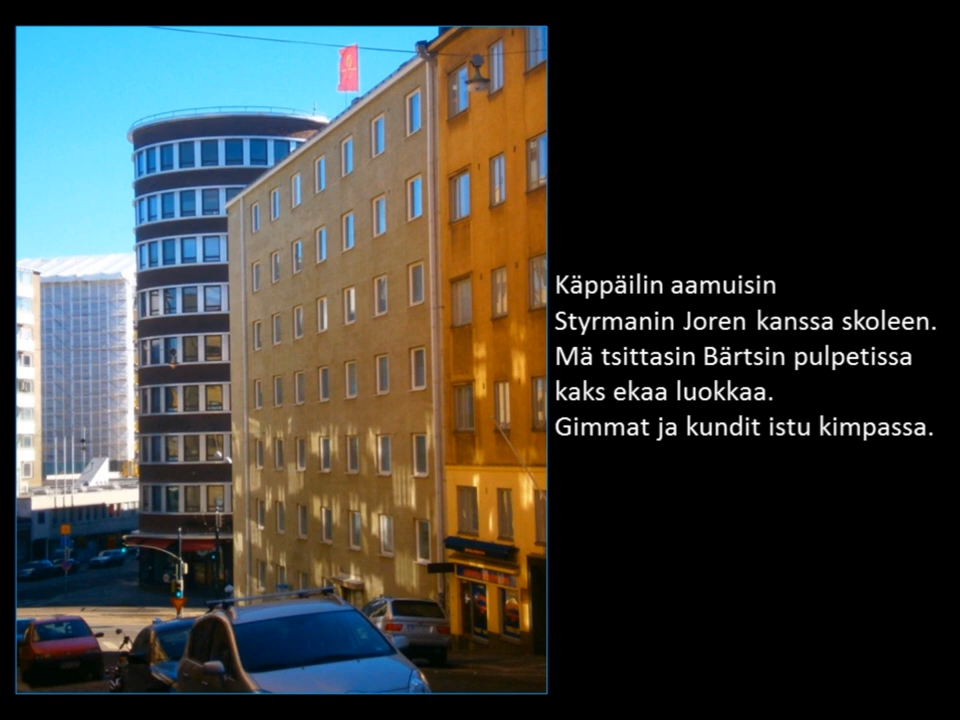 Käppäilin aamuisin
Styrmanin Joren kanssa skoleen.
Mä tsittasin Bärtsin pulpetissa
kaks ekaa luokkaa.
Gimmat ja kundit istu kimpassa.